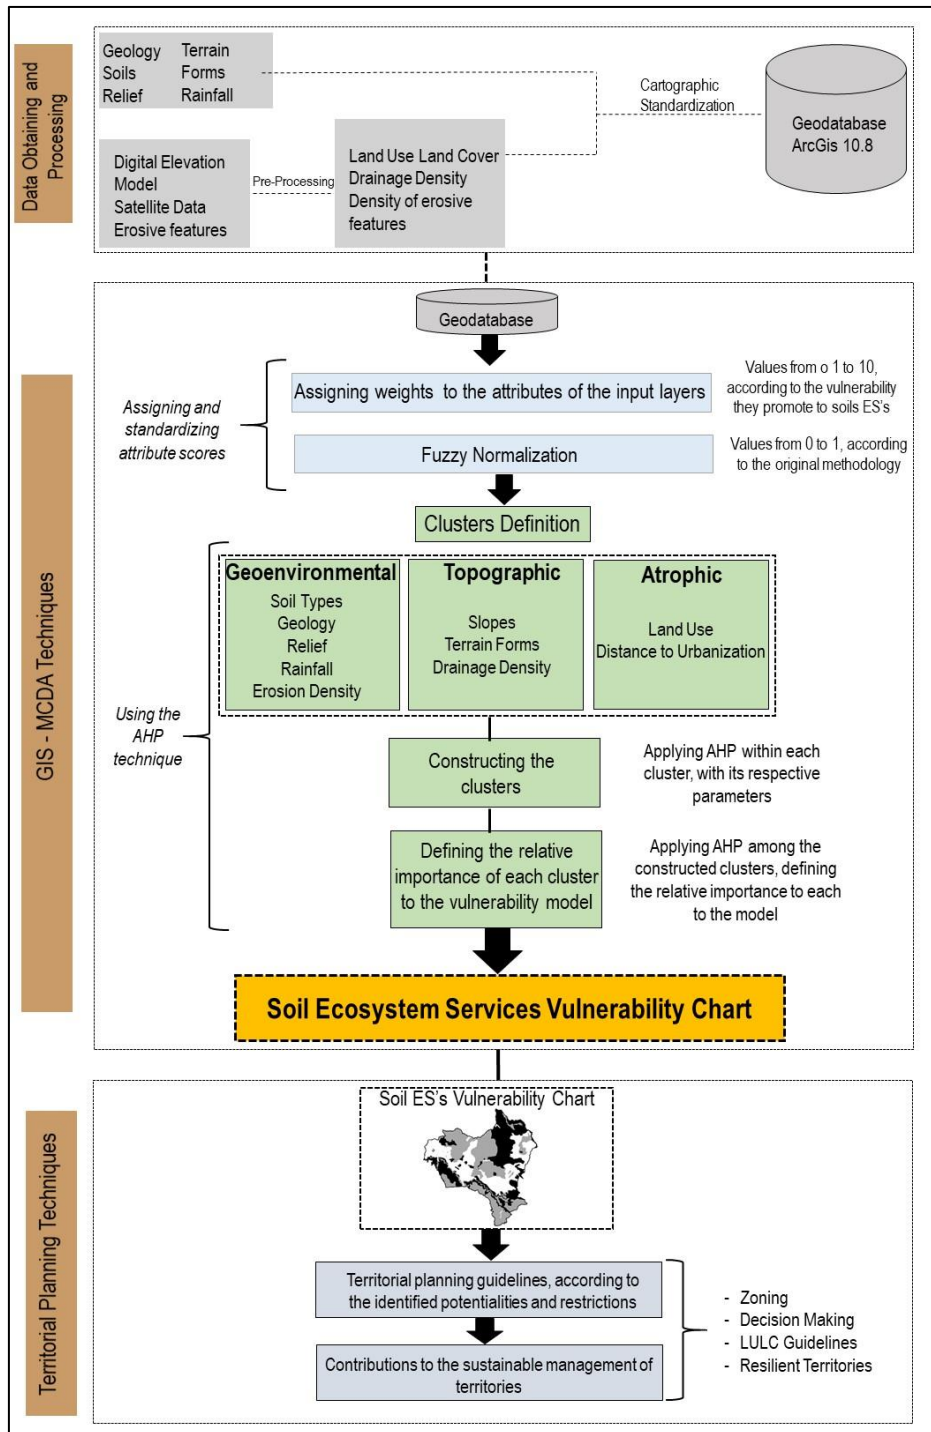 Data Obtaining and
Processing
Geology
Soils
Relief
Terrain
Forms
Rainfall
Cartographic
Standardization
Geodatabase
ArcGis 10.8
Digital Elevation
Model
Satellite Data
Erosive features
Pre-Processing
Land Use Land Cover
Drainage Density
Density of erosive
features
GIS - MCDA Techniques
Geodatabase
Assigning and
standardizing
attribute scores
Assigning weights to the attributes of the input layers
Values from o 1 to 10,
according to the vulnerability
they promote to soils ES's
Fuzzy Normalization
Values from 0 to 1, according
to the original methodology
Clusters Definition
Using the
AHP
technique
Geoenvironmental
Soil Types
Geology
Relief
Rainfall
Erosion Density
Topographic
Slopes
Terrain Forms
Drainage Density
Atrophic
Land Use
Distance to Urbanization
Constructing the
clusters
Applying AHP within each
cluster, with its respective
parameters
Defining the relative
importance of each cluster
to the vulnerability model
Applying AHP among the
constructed clusters, defining
the relative importance to each
to the model
Soil Ecosystem Services Vulnerability Chart
Territorial Planning Techniques
Soil ES's Vulnerability Chart
Territorial planning guidelines, according to
the identified potentialities and restrictions
Contributions to the sustainable management of
territories
- Zoning
- Decision Making
- LULC Guidelines
- Resilient Territories